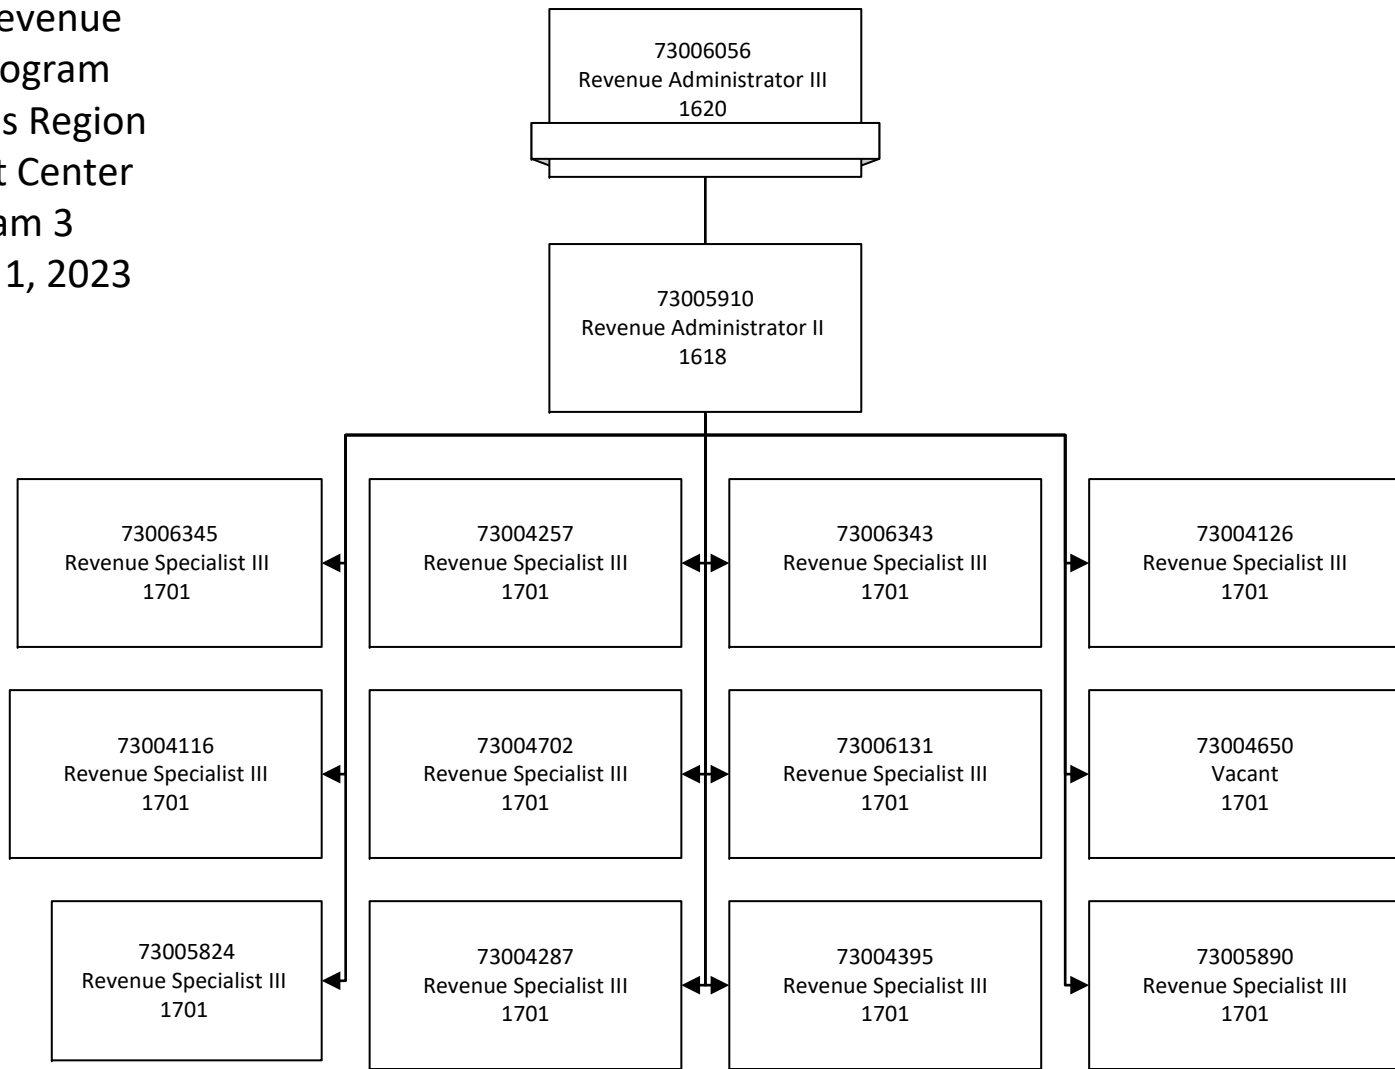 evenue
ogram
s Region
t Center
am 3
1, 2023
73006056
Revenue Administrator III
1620
73005910
Revenue Administrator II
1618
73006345
Revenue Specialist III
1701
73004257
Revenue Specialist III
1701
73006343
Revenue Specialist III
1701
73004126
Revenue Specialist III
1701
73004116
Revenue Specialist III
1701
73004702
Revenue Specialist III
1701
73006131
Revenue Specialist III
1701
73004650
Vacant
1701
73005824
Revenue Specialist III
1701
73004287
Revenue Specialist III
1701
73004395
Revenue Specialist III
1701
73005890
Revenue Specialist III
1701